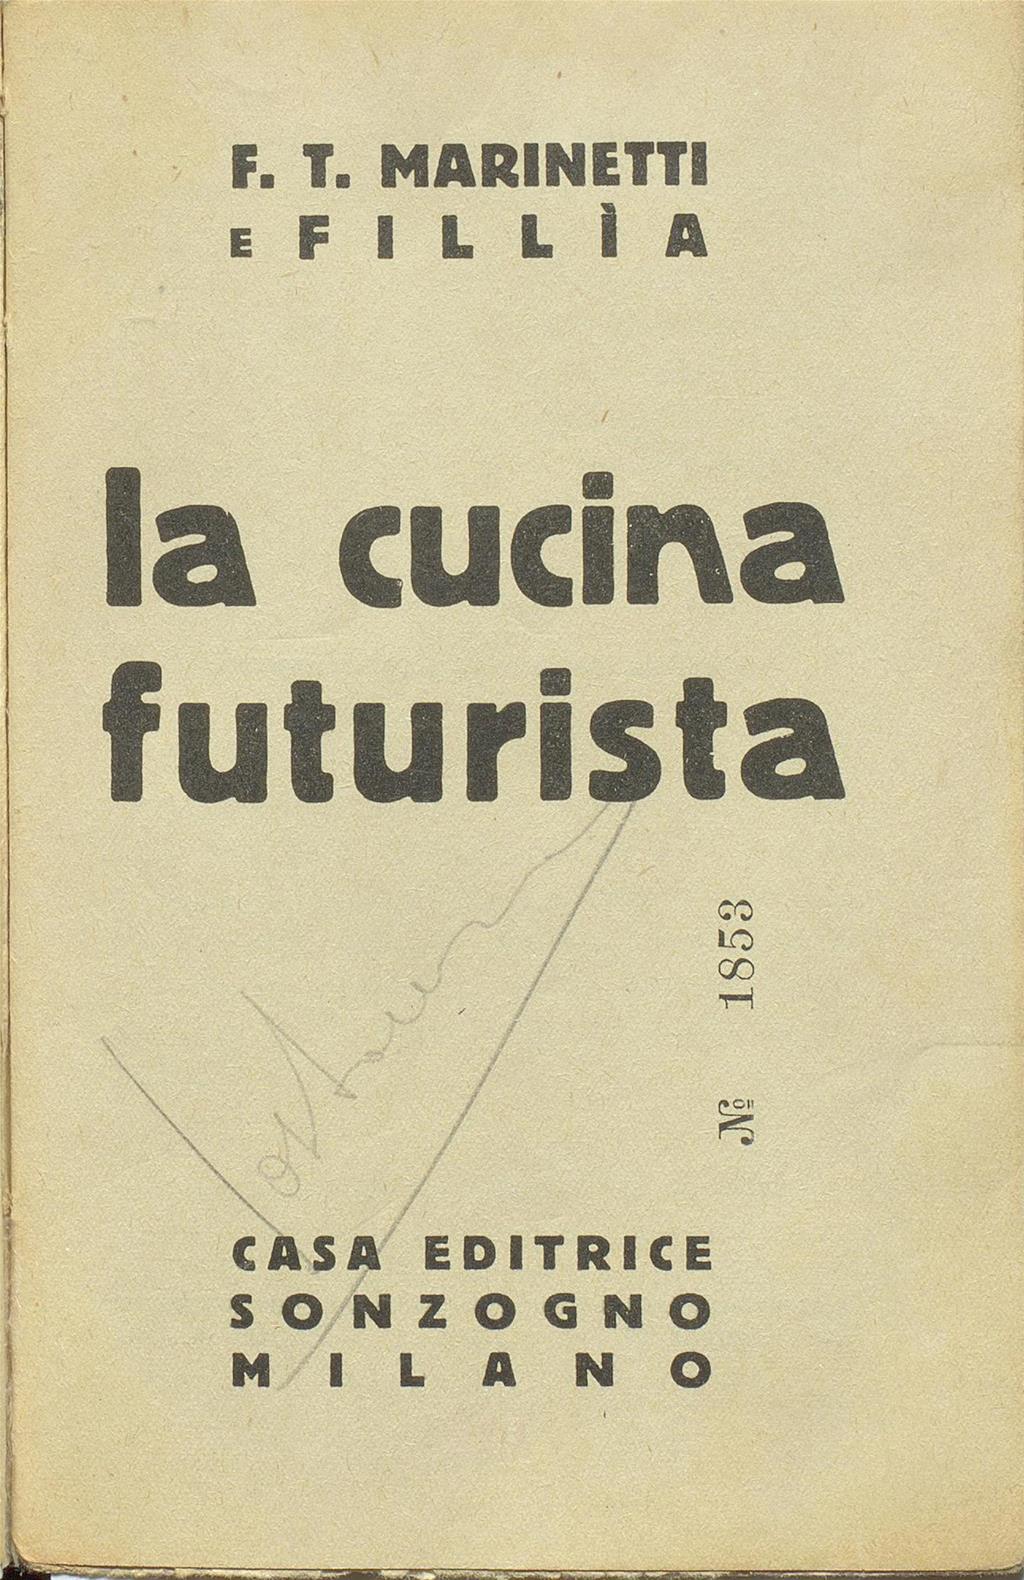 F. T. MARINETTI
E FILLÌA
la cucina
futurista
Nº 1853
CASA EDITRICE
SONZOGNO
MILANO